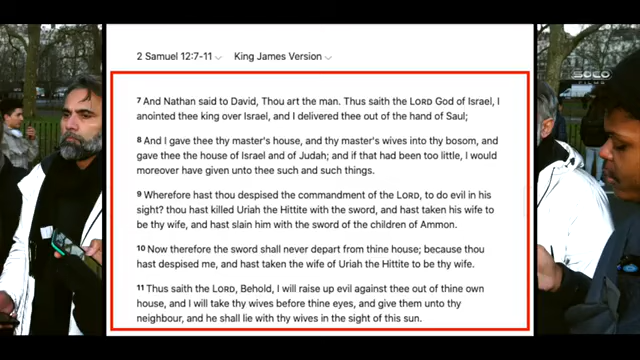 2 Samuel 12:7-11 King James Version
7 And Nathan said to David, Thou art the man. Thus saith the LORD God of Israel, I
anointed thee king over Israel, and I delivered thee out of the hand of Saul;
8 And I gave thee thy master's house, and thy master's wives into thy bosom, and
gave thee the house of Israel and of Judah; and if that had been too little, I would
moreover have given unto thee such and such things.
9 Wherefore hast thou despised the commandment of the LORD, to do evil in his
sight? thou hast killed Uriah the Hittite with the sword, and hast taken his wife to
be thy wife, and hast slain him with the sword of the children of Ammon.
10 Now therefore the sword shall never depart from thine house; because thou
hast despised me, and hast taken the wife of Uriah the Hittite to be thy wife.
11 Thus saith the LORD, Behold, I will raise up evil against thee out of thine own
house, and I will take thy wives before thine eyes, and give them unto thy
neighbour, and he shall lie with thy wives in the sight of this sun.
SOCO
FILMS